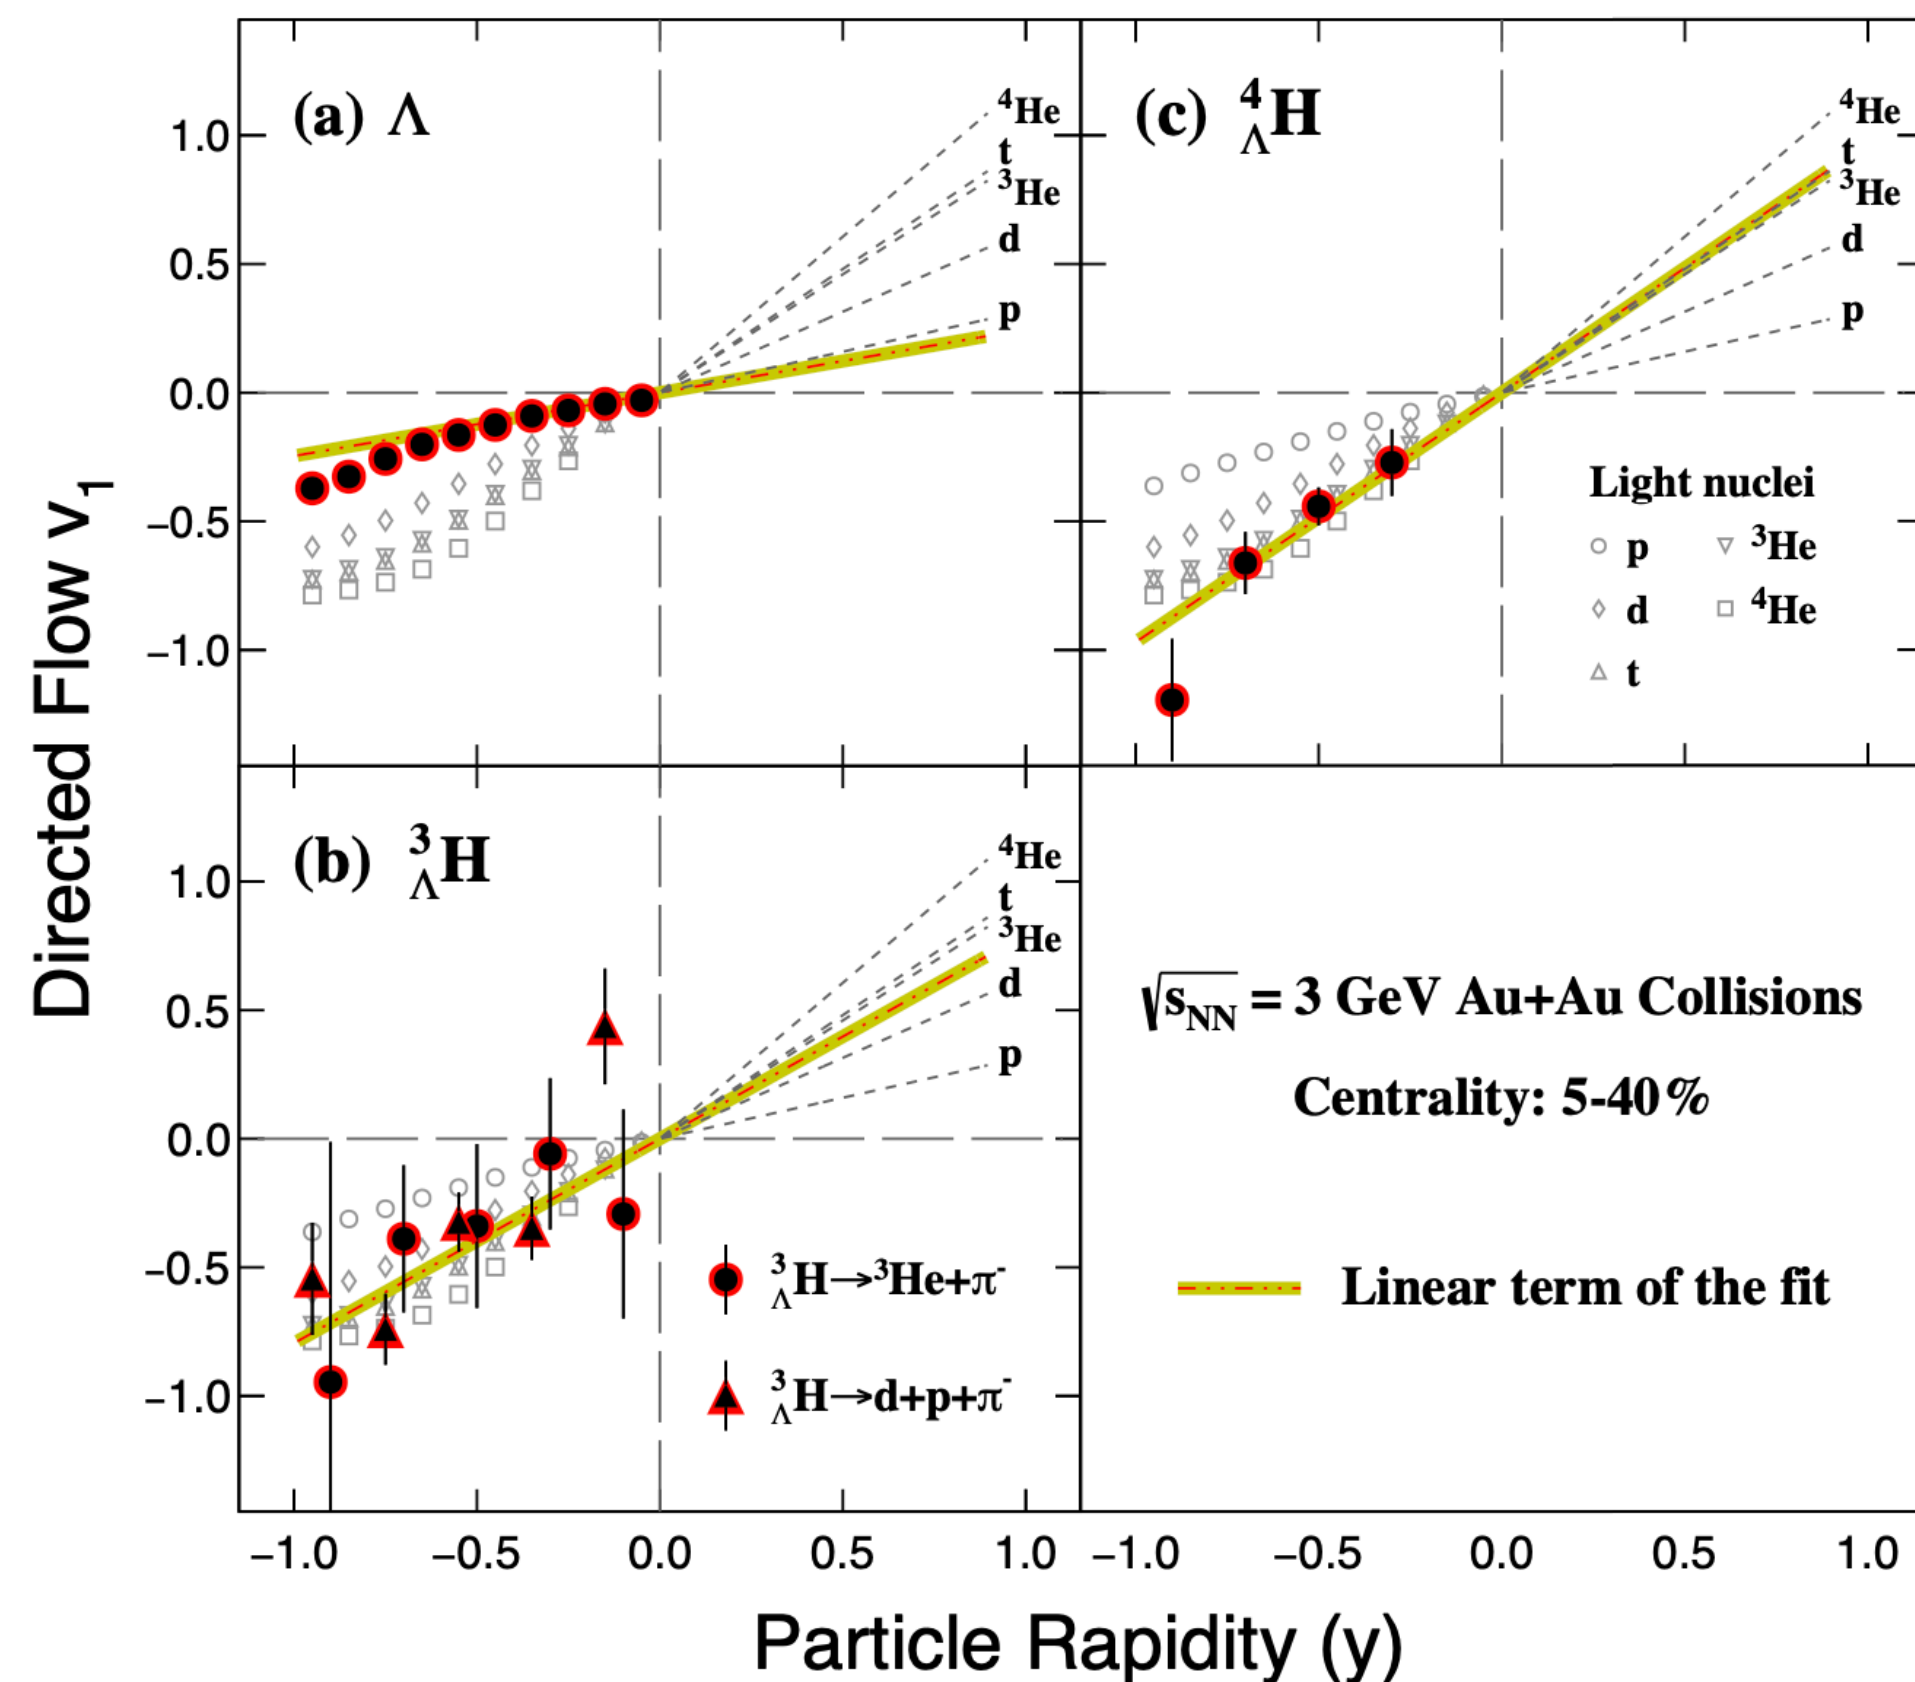 Directed Flow v₁
(a) Λ
1.0
0.5
0.0
−0.5
−1.0
⁴He
t
³He
d
p
(c) ⁴ΛH
⁴He
t
³He
d
p
Light nuclei
p ³He
d ⁴He
t
(b) ³ΛH
1.0
0.5
0.0
−0.5
−1.0
⁴He
t
³He
d
p
³ΛH→³He+π⁻
³ΛH→d+p+π⁻
√sNN = 3 GeV Au+Au Collisions
Centrality: 5-40%
Linear term of the fit
−1.0 −0.5 0.0 0.5 1.0 −1.0 −0.5 0.0 0.5 1.0
Particle Rapidity (y)